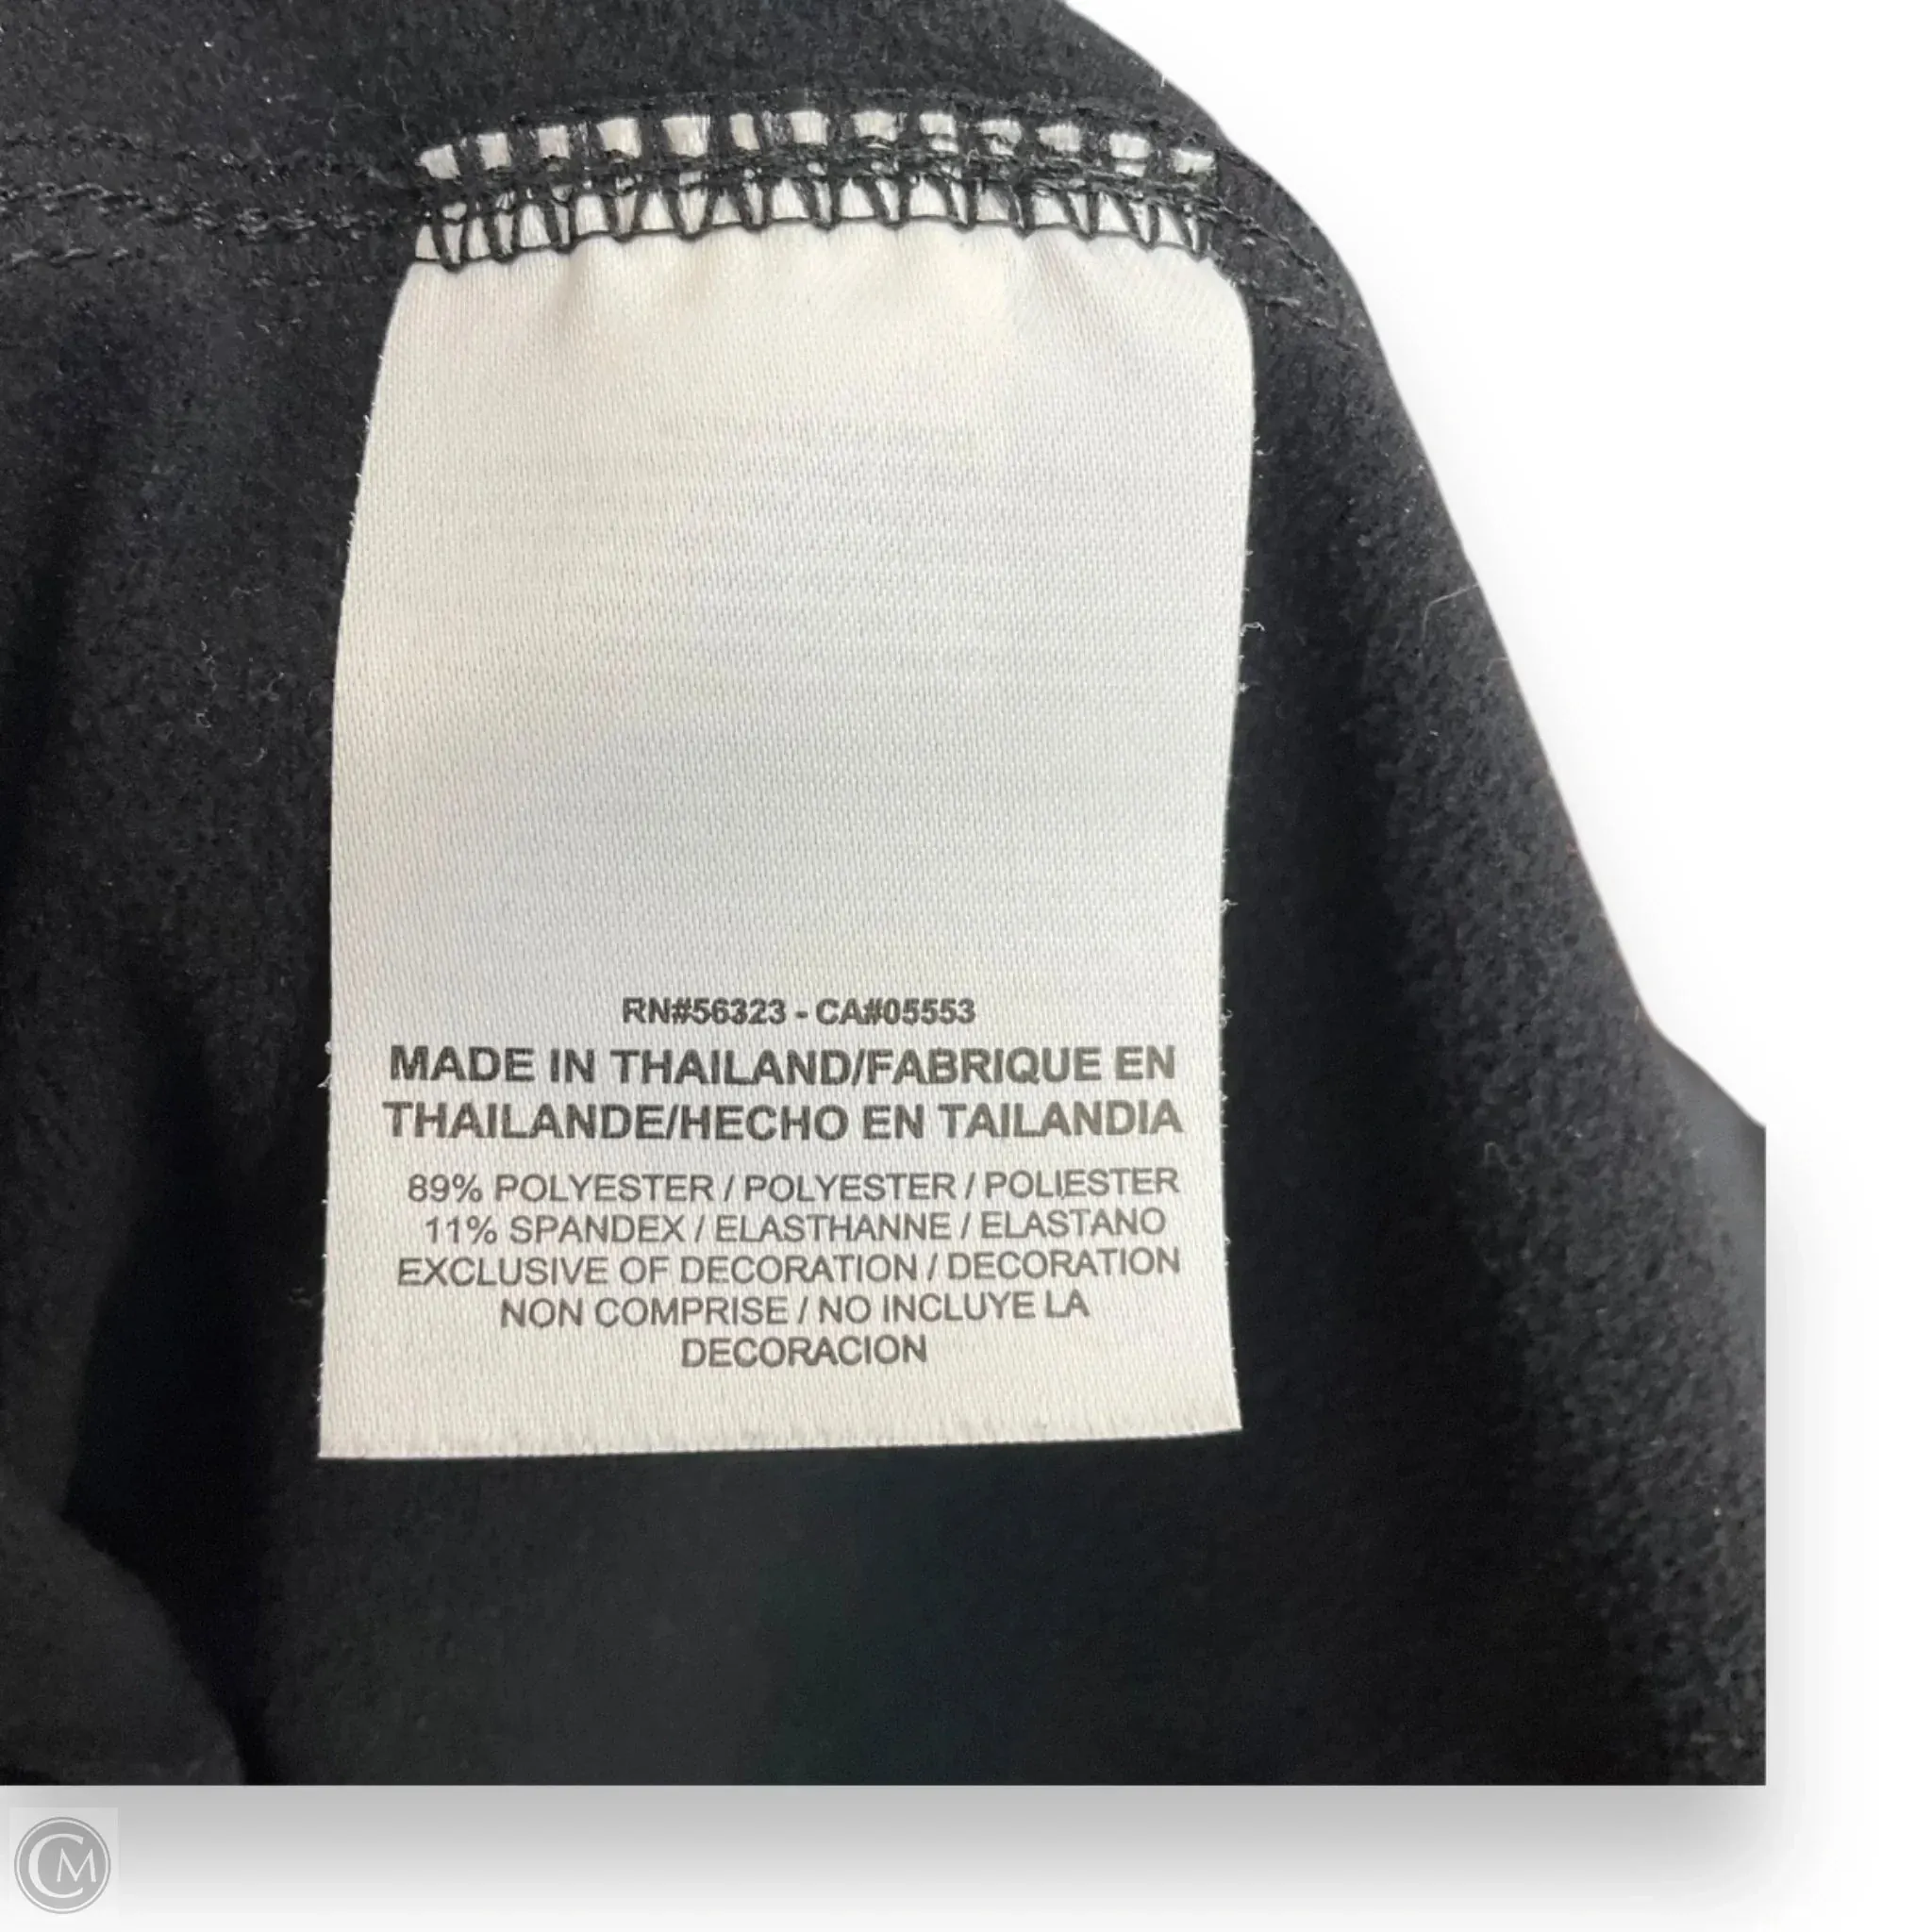 RN#56323 - CA#05553
MADE IN THAILAND/FABRIQUE EN
THAILANDE/HECHO EN TAILANDIA
89% POLYESTER / POLYESTER / POLIESTER
11% SPANDEX / ELASTHANNE / ELASTANO
EXCLUSIVE OF DECORATION / DECORATION
NON COMPRISE / NO INCLUYE LA
DECORACION
CM